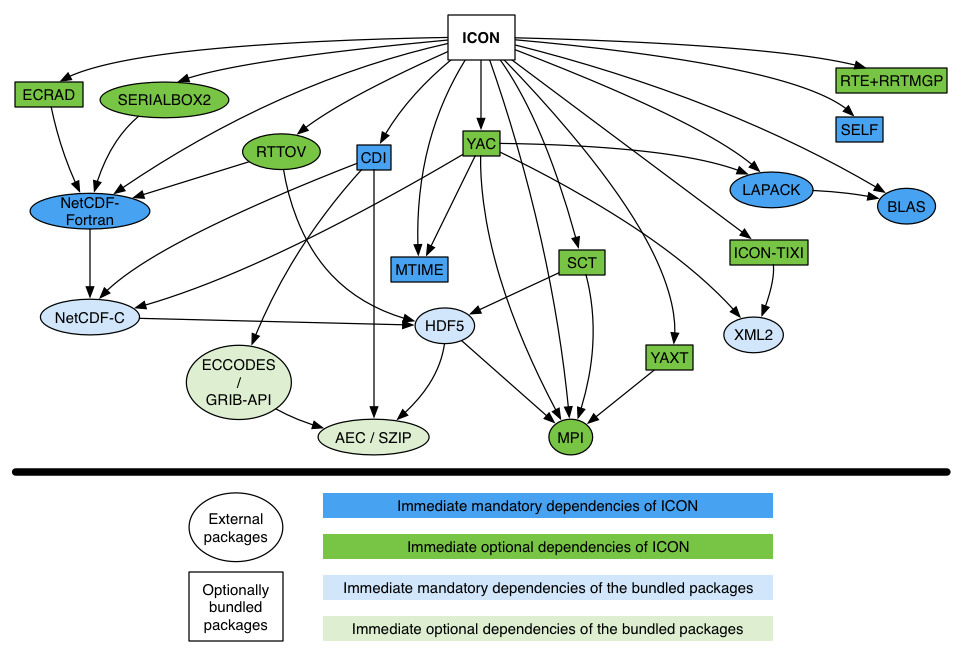 ICON
ECRAD
SERIALBOX2
RTE+RRTMGP
SELF
RTTOV
CDI
YAC
LAPACK
BLAS
NetCDF-
Fortran
MTIME
SCT
ICON-TIXI
NetCDF-C
HDF5
XML2
YAXT
ECCODES
/
GRIB-API
AEC / SZIP
MPI
External
packages
Optionally
bundled
packages
Immediate mandatory dependencies of ICON
Immediate optional dependencies of ICON
Immediate mandatory dependencies of the bundled packages
Immediate optional dependencies of the bundled packages